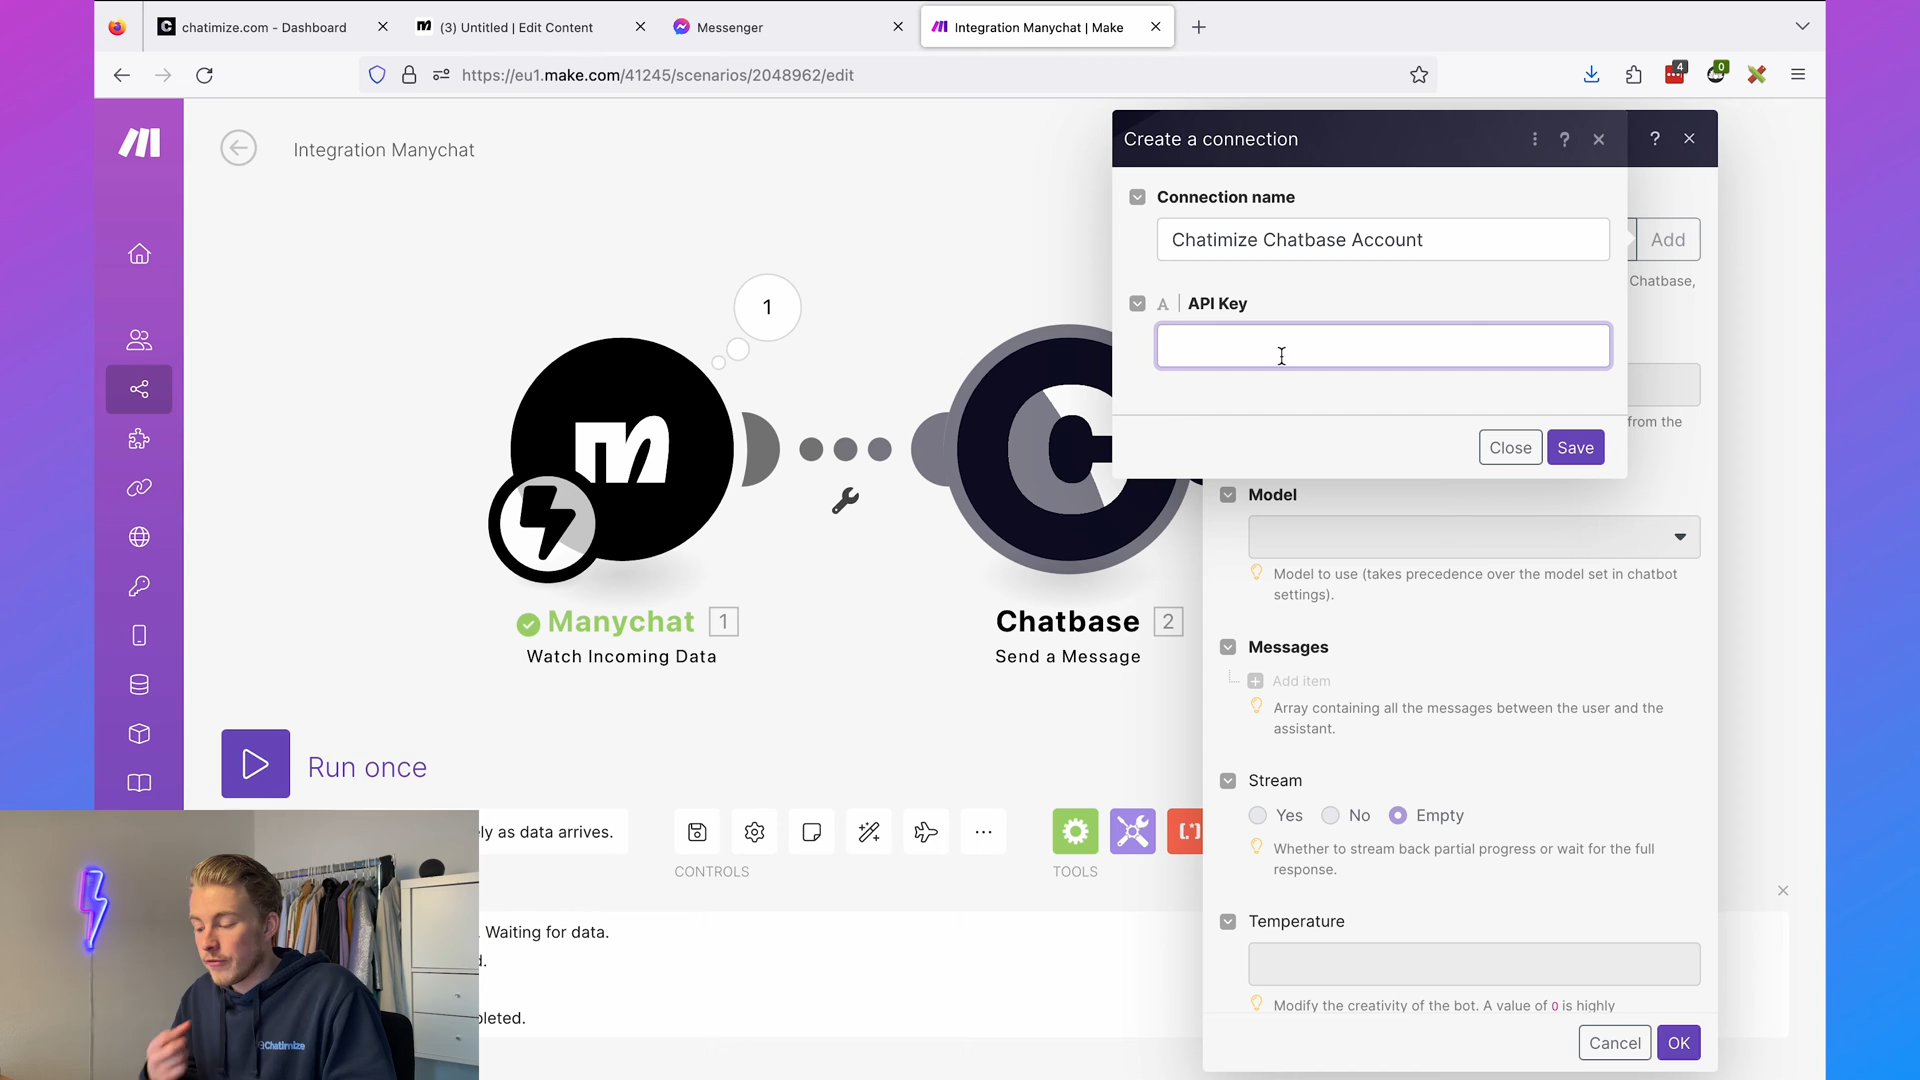 chatimize.com - Dashboard
(3) Untitled | Edit Content
Messenger
Integration Manychat | Make
https://eu1.make.com/41245/scenarios/2048962/edit
4
0
Integration Manychat
Create a connection
Connection name
Chatimize Chatbase Account
Add
Chatbase,
A | API Key
from the
Close
Save
1
Model
Model to use (takes precedence over the model set in chatbot
settings).
Manychat 1
Watch Incoming Data
Chatbase 2
Send a Message
Messages
Add item
Array containing all the messages between the user and the
assistant.
Run once
Stream
Yes
No
Empty
Whether to stream back partial progress or wait for the full
response.
ly as data arrives.
CONTROLS
TOOLS
Temperature
Modify the creativity of the bot. A value of 0 is highly
. Waiting for data.
d.
pleted.
Cancel
OK
Chatimize